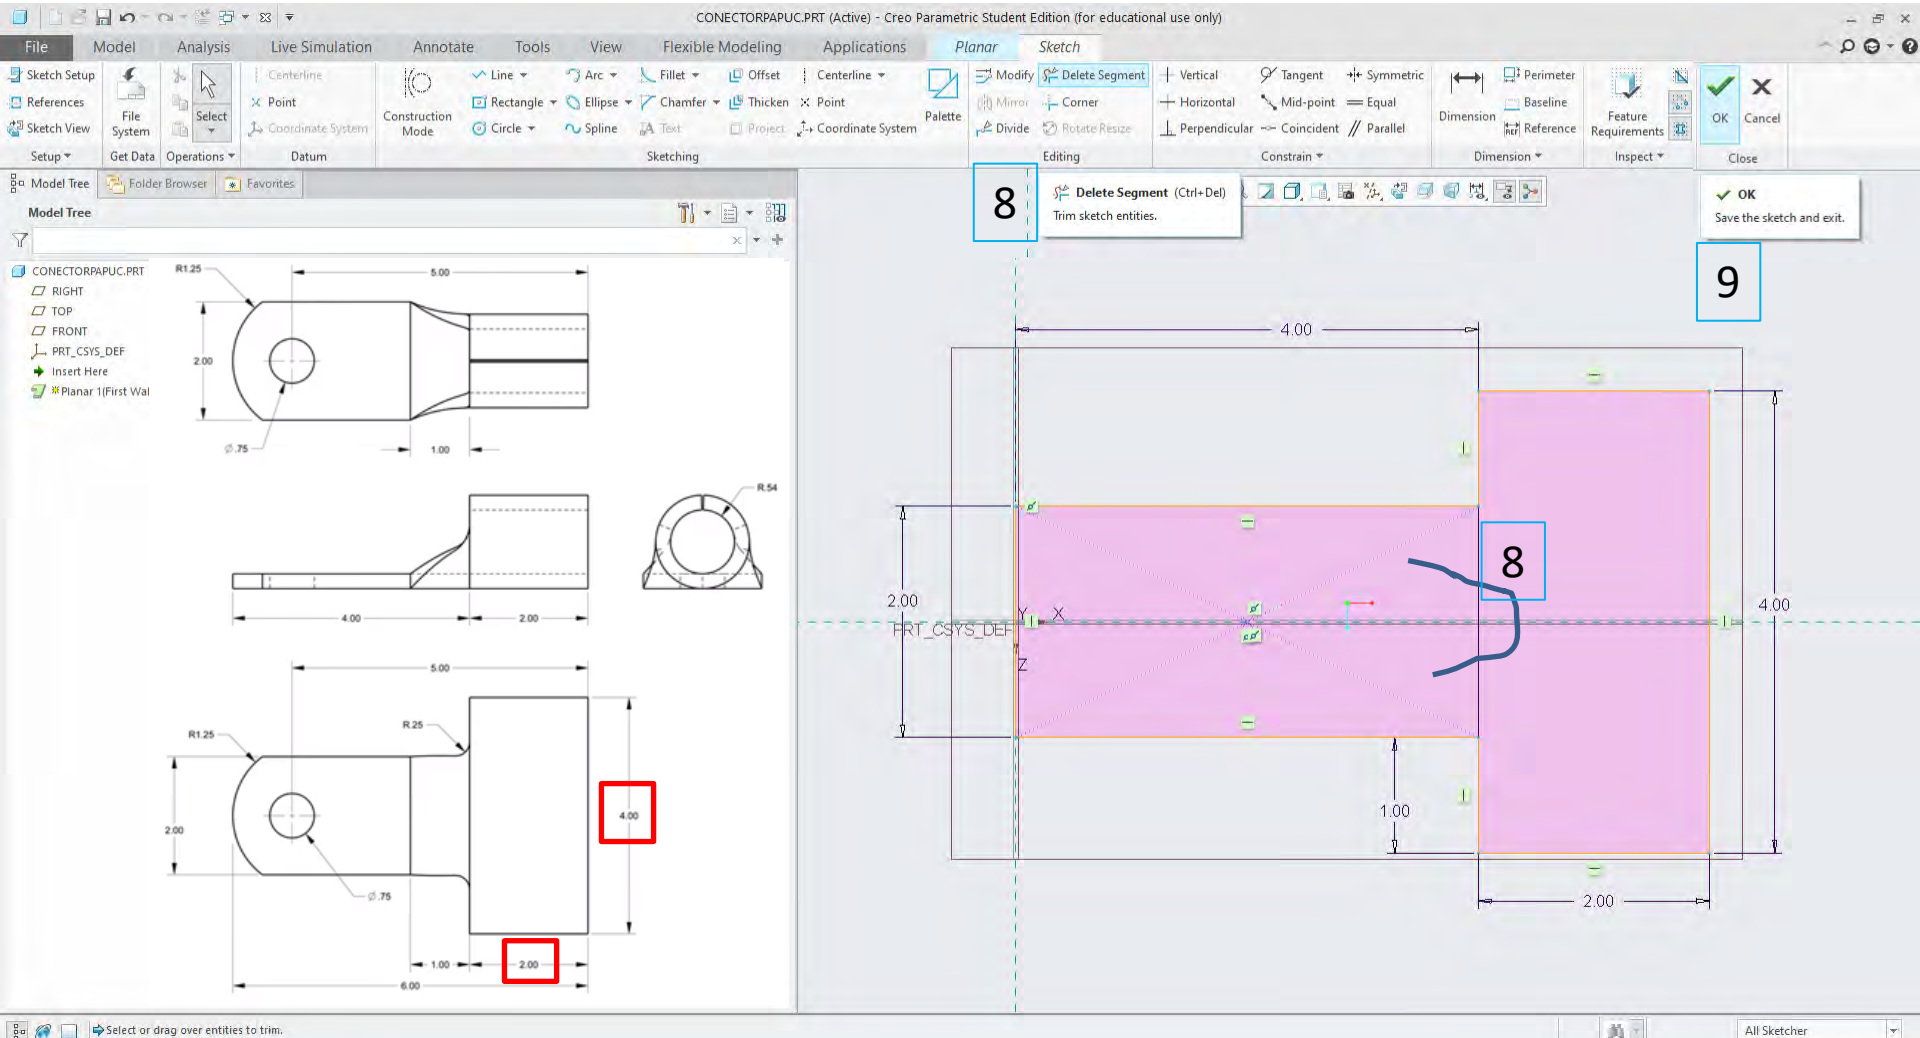 CONECTORPAPUC.PRT (Active) - Creo Parametric Student Edition (for educational use only)
File Model Analysis Live Simulation Annotate Tools View Flexible Modeling Applications Planar Sketch
Sketch Setup
References
Sketch View
Setup
File System
Get Data
Select
Operations
Centerline
Point
Coordinate System
Datum
Construction Mode
Line Arc Fillet Offset Centerline
Rectangle Ellipse Chamfer Thicken Point
Circle Spline Text Project Coordinate System
Palette
Sketching
Modify Delete Segment
Mirror Corner
Divide Rotate Resize
Editing
Vertical Tangent Symmetric
Horizontal Mid-point Equal
Perpendicular Coincident Parallel
Constrain
Dimension
Perimeter
Baseline
REF Reference
Dimension
Feature Requirements
Inspect
OK
Cancel
Close
Model Tree Folder Browser Favorites
Model Tree
8
Delete Segment (Ctrl+Del)
Trim sketch entities.
OK
Save the sketch and exit.
9
CONECTORPAPUC.PRT
RIGHT
TOP
FRONT
PRT_CSYS_DEF
Insert Here
*Planar 1(First Wal
R1.25
5.00
2.00
Ø.75
1.00
R.54
4.00
2.00
5.00
R1.25
R.25
2.00
4.00
Ø.75
1.00
2.00
6.00
4.00
8
2.00
Y X
PRT_CSYS_DEF
Z
4.00
1.00
2.00
Select or drag over entities to trim.
All Sketcher